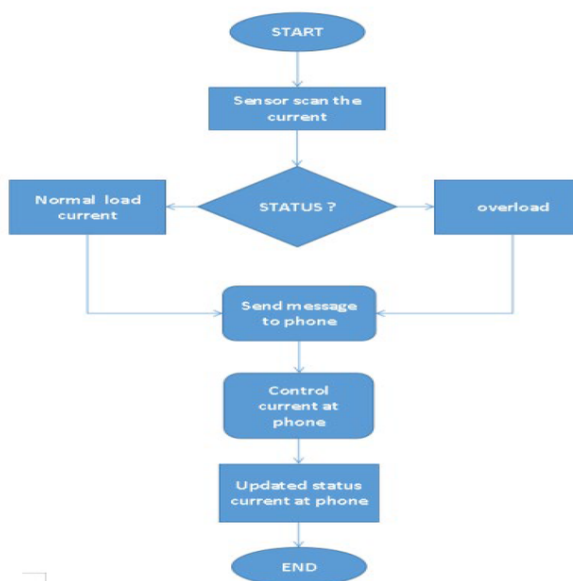 START
Sensor scan the
current
Normal load
current
STATUS ?
overload
Send message
to phone
Control
current at
phone
Updated status
current at phone
END